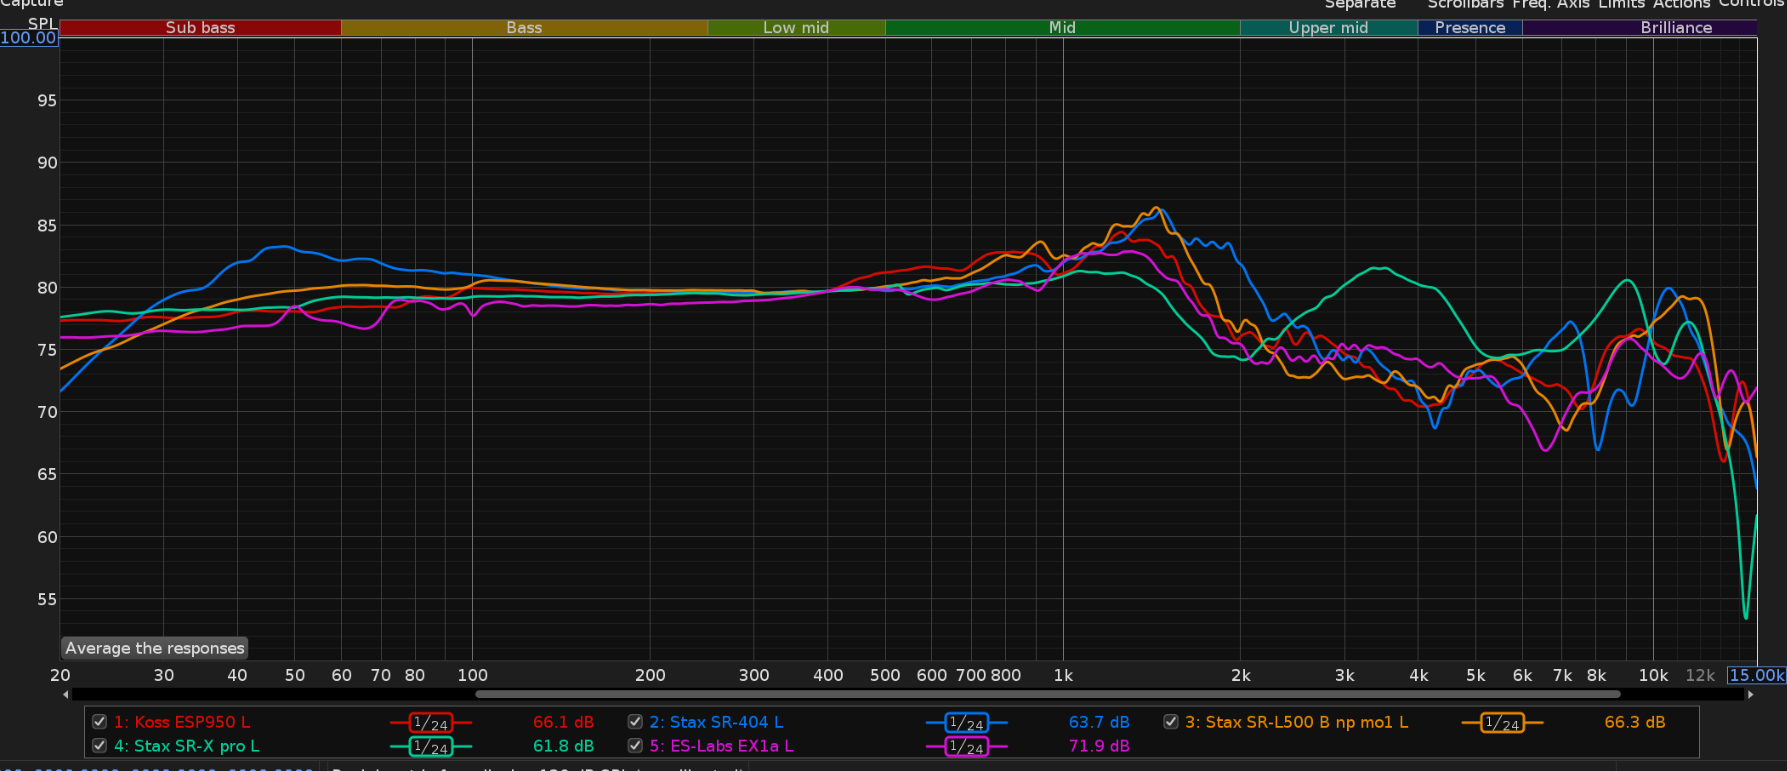 Capture
Separate Scrollbars Freq. Axis Limits Actions Controls
SPL Sub bass Bass Low mid Mid Upper mid Presence Brilliance
100.00
95
90
85
80
75
70
65
60
55
Average the responses
20 30 40 50 60 70 80 100 200 300 400 500 600 700 800 1k 2k 3k 4k 5k 6k 7k 8k 10k 12k 15.00k
1: Koss ESP950 L 1/24 66.1 dB 2: Stax SR-404 L 1/24 63.7 dB 3: Stax SR-L500 B np mo1 L 1/24 66.3 dB
4: Stax SR-X pro L 1/24 61.8 dB 5: ES-Labs EX1a L 1/24 71.9 dB